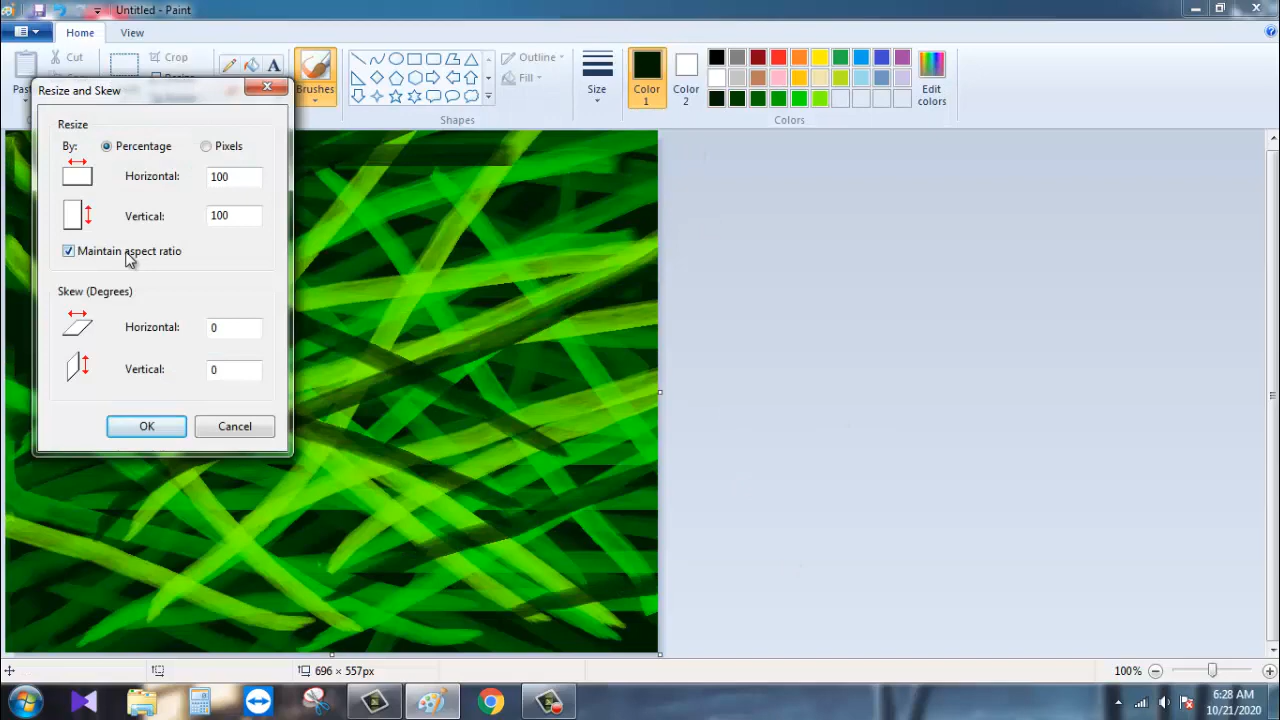 Untitled - Paint
Home View
Cut
Crop
Brushes
Outline
Fill
Shapes
Size
Color 1
Color 2
Edit colors
Colors
Resize and Skew
Resize
By: Percentage Pixels
Horizontal: 100
Vertical: 100
Maintain aspect ratio
Skew (Degrees)
Horizontal: 0
Vertical: 0
OK Cancel
696 × 557px
100%
6:28 AM
10/21/2020